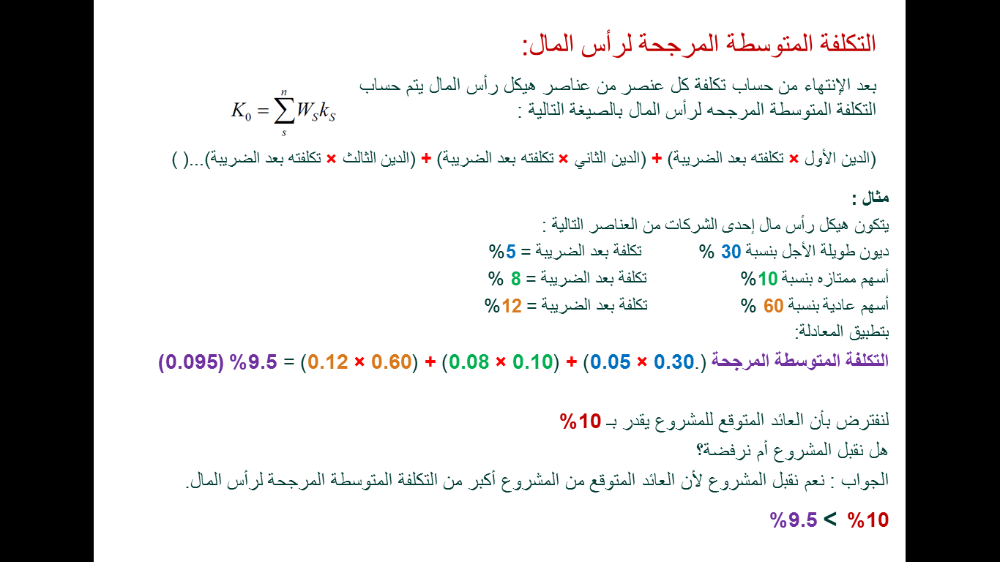 التكلفة المتوسطة المرجحة لرأس المال:
بعد الإنتهاء من حساب تكلفة كل عنصر من عناصر هيكل رأس المال يتم حساب
التكلفة المتوسطة المرجحه لرأس المال بالصيغة التالية :
K₀ = ∑ₛⁿ Wₛkₛ
(الدين الأول × تكلفته بعد الضريبة) + (الدين الثاني × تكلفته بعد الضريبة) + (الدين الثالث × تكلفته بعد الضريبة)...( )
مثال :
يتكون هيكل رأس مال إحدى الشركات من العناصر التالية :
ديون طويلة الأجل بنسبة 30 % تكلفة بعد الضريبة = 5%
أسهم ممتازه بنسبة 10% تكلفة بعد الضريبة = 8 %
أسهم عادية بنسبة 60 % تكلفة بعد الضريبة = 12%
بتطبيق المعادلة:
التكلفة المتوسطة المرجحة (.0.30 × 0.05) + (0.10 × 0.08) + (0.60 × 0.12) = 9.5% (0.095)
لنفترض بأن العائد المتوقع للمشروع يقدر بـ 10%
هل نقبل المشروع أم نرفضة؟
الجواب : نعم نقبل المشروع لأن العائد المتوقع من المشروع أكبر من التكلفة المتوسطة المرجحة لرأس المال.
10% > 9.5%